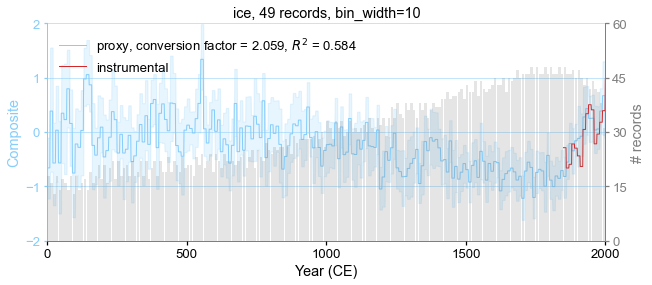 ice, 49 records, bin_width=10
proxy, conversion factor = 2.059, R² = 0.584
instrumental
Composite
2
1
0
−1
−2
# records
60
45
30
15
0
0 500 1000 1500 2000
Year (CE)